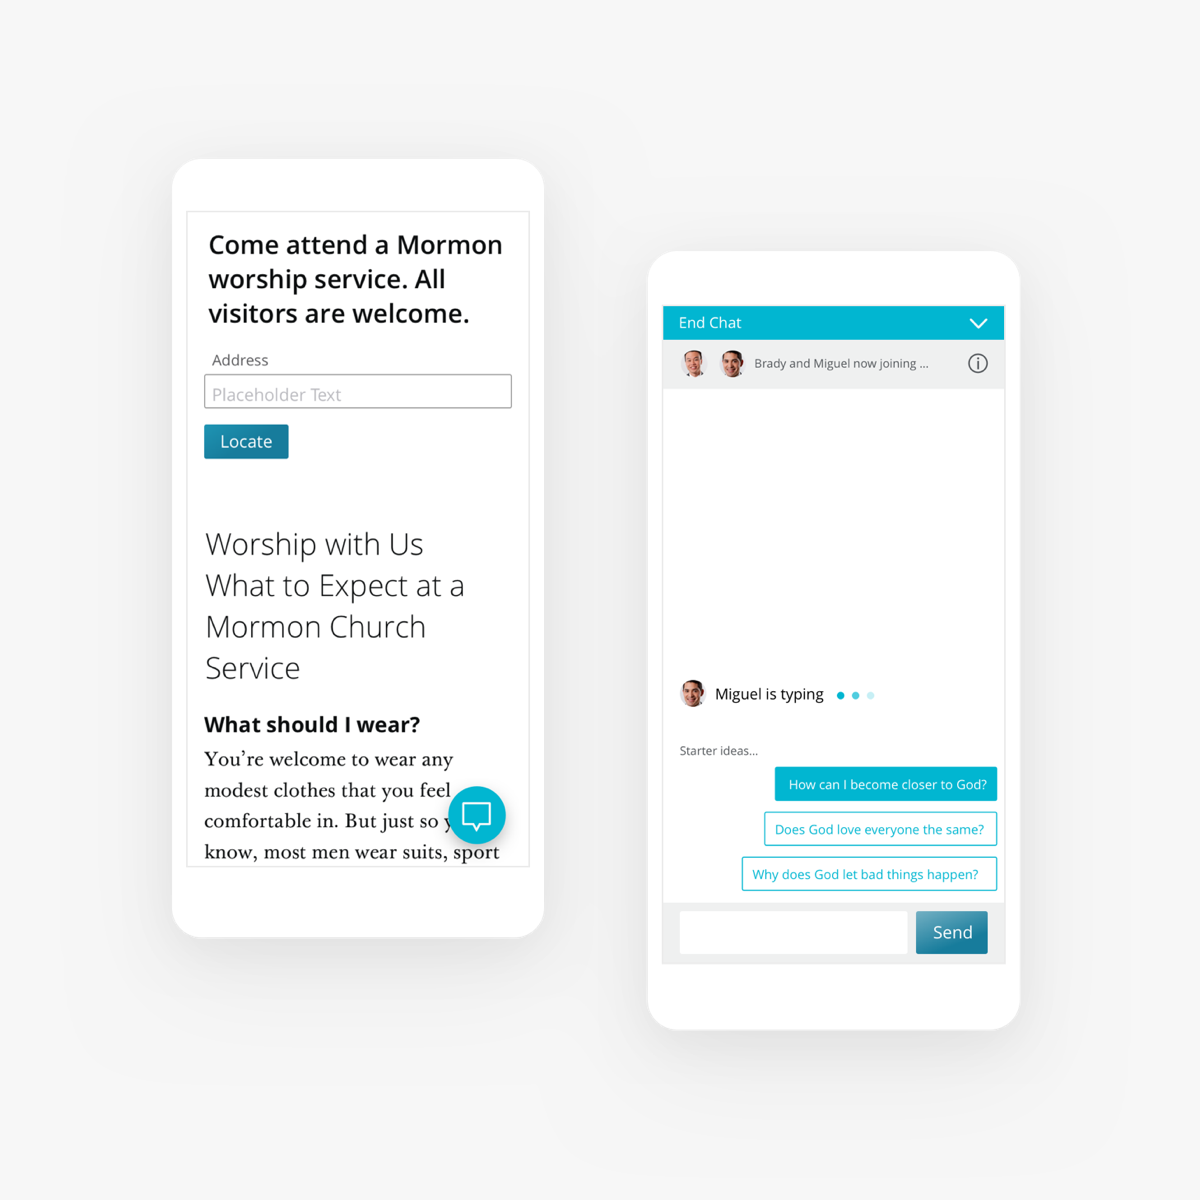 Come attend a Mormon
worship service. All
visitors are welcome.
Address
Placeholder Text
Locate
Worship with Us
What to Expect at a
Mormon Church
Service
What should I wear?
You’re welcome to wear any
modest clothes that you feel
comfortable in. But just so
know, most men wear suits, sport
End Chat
Brady and Miguel now joining ...
Miguel is typing
Starter ideas...
How can I become closer to God?
Does God love everyone the same?
Why does God let bad things happen?
Send